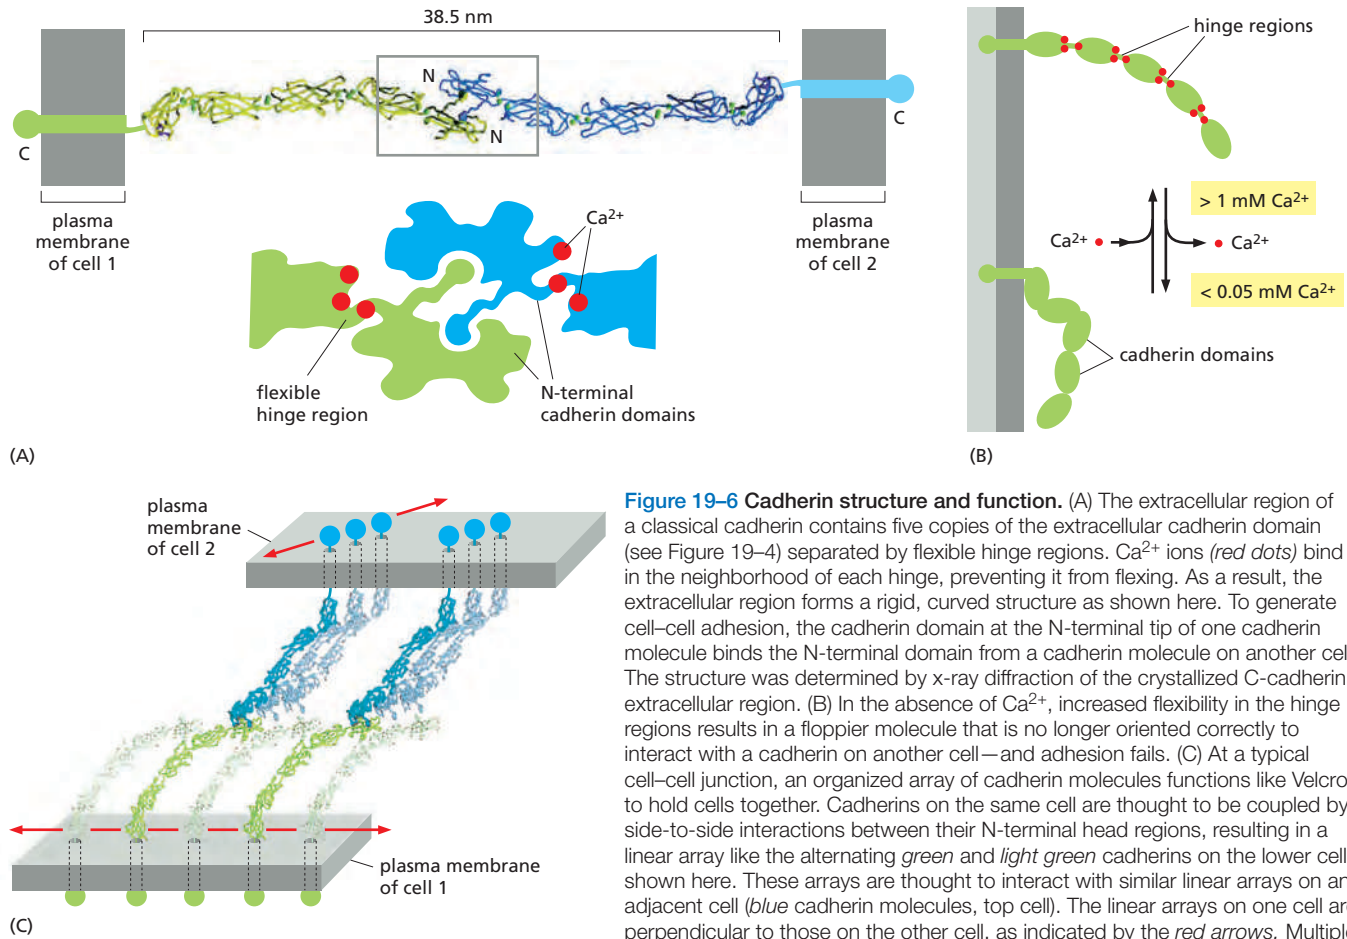 38.5 nm
N
N
C
C
plasma
membrane
of cell 1
plasma
membrane
of cell 2
Ca2+
flexible
hinge region
N-terminal
cadherin domains
(A)
hinge regions
> 1 mM Ca2+
Ca2+
Ca2+
< 0.05 mM Ca2+
cadherin domains
(B)
plasma
membrane
of cell 2
plasma membrane
of cell 1
(C)
Figure 19–6 Cadherin structure and function. (A) The extracellular region of
a classical cadherin contains five copies of the extracellular cadherin domain
(see Figure 19–4) separated by flexible hinge regions. Ca2+ ions (red dots) bind
in the neighborhood of each hinge, preventing it from flexing. As a result, the
extracellular region forms a rigid, curved structure as shown here. To generate
cell–cell adhesion, the cadherin domain at the N-terminal tip of one cadherin
molecule binds the N-terminal domain from a cadherin molecule on another cel
The structure was determined by x-ray diffraction of the crystallized C-cadherin
extracellular region. (B) In the absence of Ca2+, increased flexibility in the hinge
regions results in a floppier molecule that is no longer oriented correctly to
interact with a cadherin on another cell—and adhesion fails. (C) At a typical
cell–cell junction, an organized array of cadherin molecules functions like Velcro
to hold cells together. Cadherins on the same cell are thought to be coupled by
side-to-side interactions between their N-terminal head regions, resulting in a
linear array like the alternating green and light green cadherins on the lower cell
shown here. These arrays are thought to interact with similar linear arrays on an
adjacent cell (blue cadherin molecules, top cell). The linear arrays on one cell are
perpendicular to those on the other cell, as indicated by the red arrows. Multiple